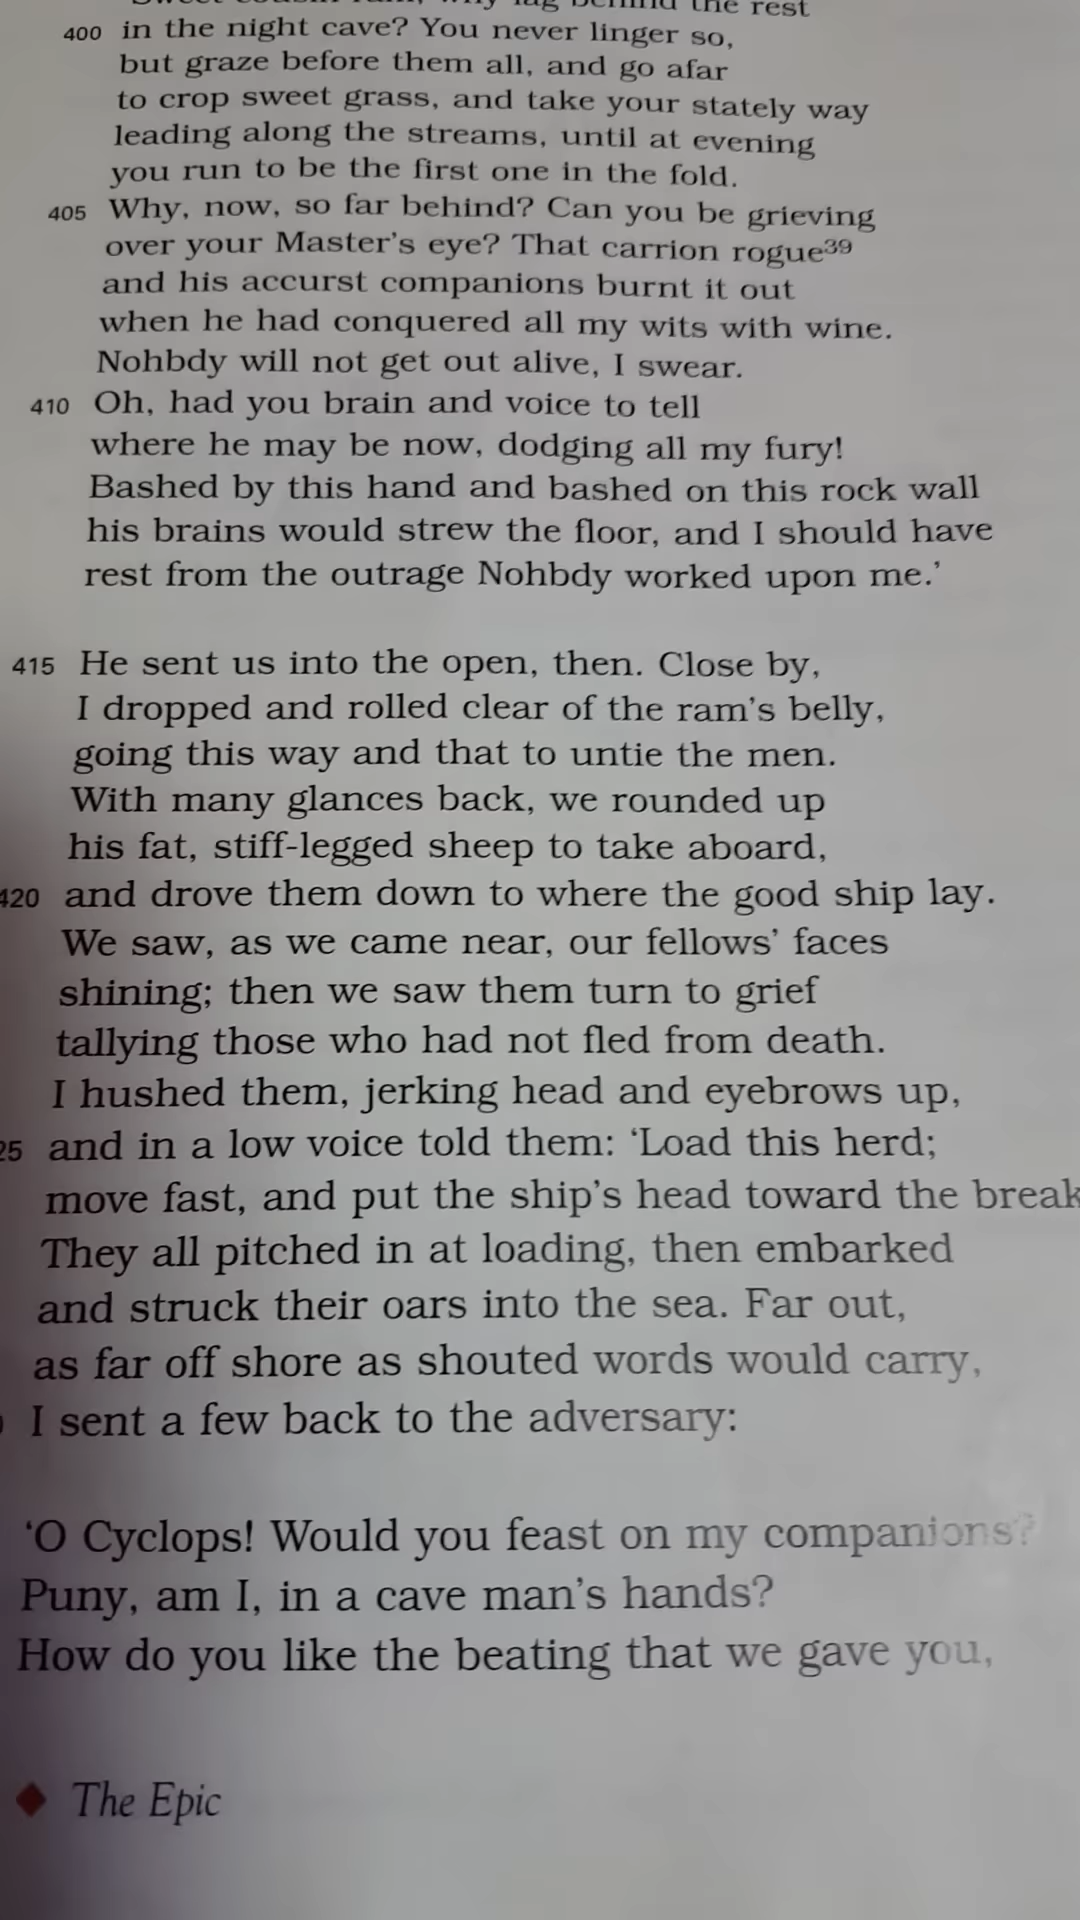 Sweet cousin ram, why lag behind the rest
400 in the night cave? You never linger so,
but graze before them all, and go afar
to crop sweet grass, and take your stately way
leading along the streams, until at evening
you run to be the first one in the fold.
405 Why, now, so far behind? Can you be grieving
over your Master's eye? That carrion rogue39
and his accurst companions burnt it out
when he had conquered all my wits with wine.
Nohbdy will not get out alive, I swear.
410 Oh, had you brain and voice to tell
where he may be now, dodging all my fury!
Bashed by this hand and bashed on this rock wall
his brains would strew the floor, and I should have
rest from the outrage Nohbdy worked upon me.'
415 He sent us into the open, then. Close by,
I dropped and rolled clear of the ram's belly,
going this way and that to untie the men.
With many glances back, we rounded up
his fat, stiff-legged sheep to take aboard,
420 and drove them down to where the good ship lay.
We saw, as we came near, our fellows' faces
shining; then we saw them turn to grief
tallying those who had not fled from death.
I hushed them, jerking head and eyebrows up,
25 and in a low voice told them: 'Load this herd;
move fast, and put the ship's head toward the break
They all pitched in at loading, then embarked
and struck their oars into the sea. Far out,
as far off shore as shouted words would carry,
I sent a few back to the adversary:
'O Cyclops! Would you feast on my companions?
Puny, am I, in a cave man's hands?
How do you like the beating that we gave you,
The Epic